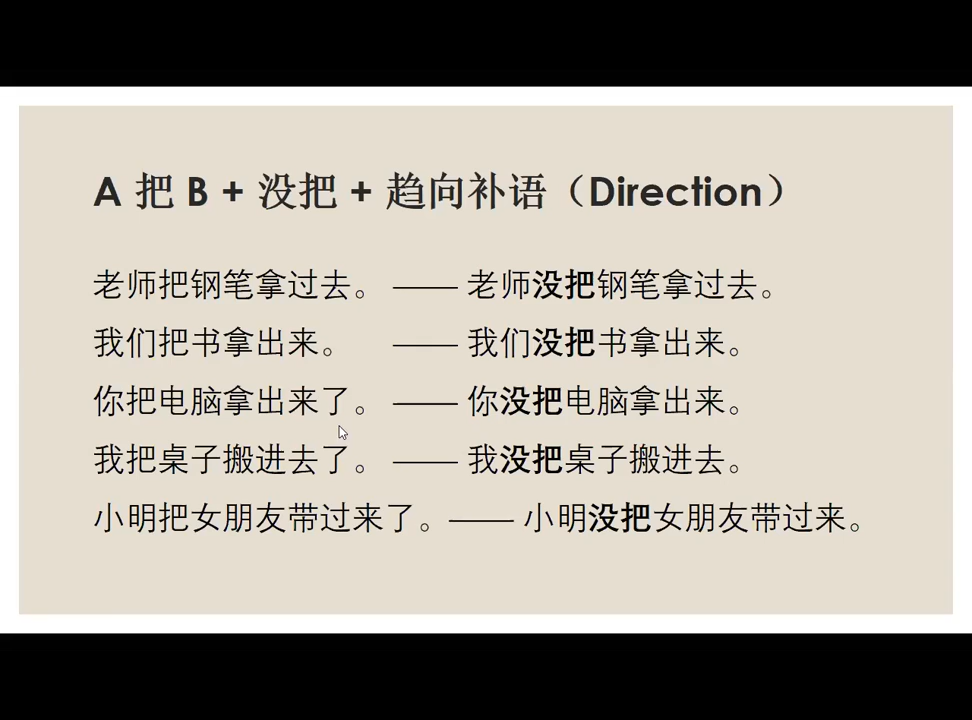 A 把 B + 没把 + 趋向补语（Direction）
老师把钢笔拿过去。 —— 老师没把钢笔拿过去。
我们把书拿出来。 —— 我们没把书拿出来。
你把电脑拿出来了。 —— 你没把电脑拿出来。
我把桌子搬进去了。 —— 我没把桌子搬进去。
小明把女朋友带过来了。—— 小明没把女朋友带过来。